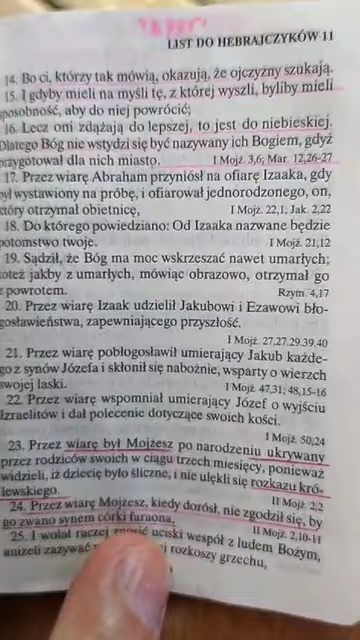 LIST DO HEBRAJCZYKÓW 11
14. Bo ci, którzy tak mówią, okazują, że ojczyzny szukają.
15. I gdyby mieli na myśli tę, z której wyszli, byliby mieli
sposobność, aby do niej powrócić;
16. Lecz oni zdążają do lepszej, to jest do niebieskiej.
Dlatego Bóg nie wstydzi się być nazywany ich Bogiem, gdyż
przygotował dla nich miasto. I Mojż. 3,6; Mar. 12,26-27
17. Przez wiarę Abraham przyniósł na ofiarę Izaaka, gdy
był wystawiony na próbę, i ofiarował jednorodzonego, on,
który otrzymał obietnicę, I Mojż. 22,1; Jak. 2,22
18. Do którego powiedziano: Od Izaaka nazwane będzie
potomstwo twoje. I Mojż. 21,12
19. Sądził, że Bóg ma moc wskrzeszać nawet umarłych;
toteż jakby z umarłych, mówiąc obrazowo, otrzymał go
z powrotem. Rzym. 4,17
20. Przez wiarę Izaak udzielił Jakubowi i Ezawowi bło-
gosławieństwa, zapewniającego przyszłość.
I Mojż. 27,27.29.39.40
21. Przez wiarę pobłogosławił umierający Jakub każde-
go z synów Józefa i skłonił się nabożnie, wsparty o wierzch
swojej laski. I Mojż. 47,31; 48,15-16
22. Przez wiarę wspomniał umierający Józef o wyjściu
Izraelitów i dał polecenie dotyczące swoich kości.
I Mojż. 50,24
23. Przez wiarę był Mojżesz po narodzeniu ukrywany
przez rodziców swoich w ciągu trzech miesięcy, ponieważ
widzieli, iż dziecię było śliczne, i nie ulękli się rozkazu kró-
lewskiego. II Mojż. 2,2
24. Przez wiarę Mojżesz, kiedy dorósł, nie zgodził się, by
go zwano synem córki faraona, II Mojż. 2,10-11
25. I wolał raczej znosić uciski wespół z ludem Bożym,
aniżeli zażywać rozkoszy grzechu,